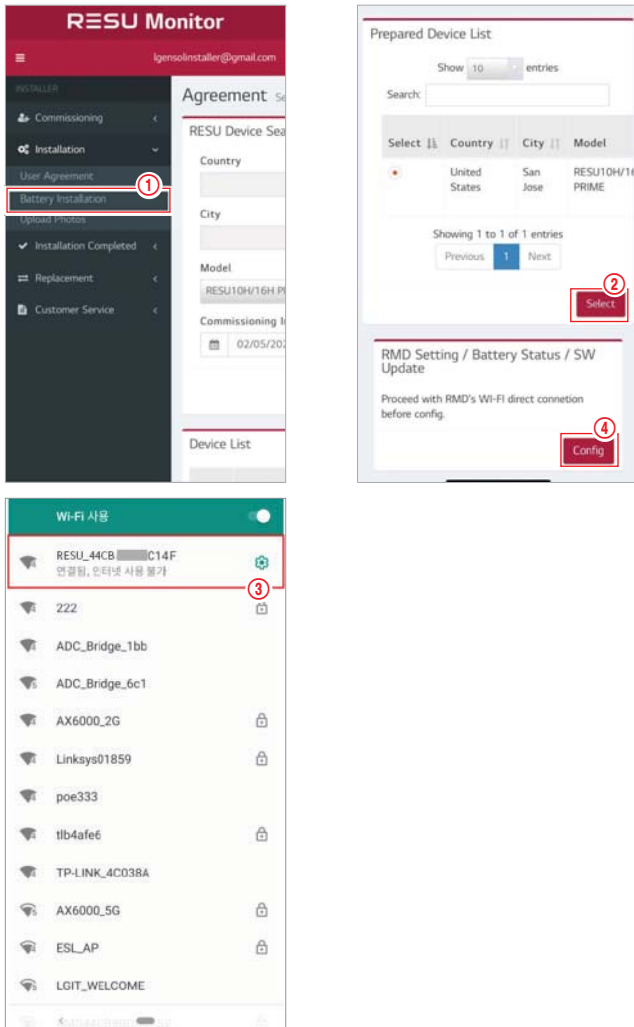 RESU Monitor
lgensolinstaller@gmail.com
INSTALLER
Commissioning
Installation
User Agreement
Battery Installation
Upload Photos
Installation Completed
Replacement
Customer Service
Agreement
RESU Device Sea
Country
City
Model
RESU10H/16H P
Commissioning I
02/05/202
Device List
1
Prepared Device List
Show 10 entries
Search:
Select Country City Model
United States San Jose RESU10H/16 PRIME
Showing 1 to 1 of 1 entries
Previous 1 Next
2
Select
RMD Setting / Battery Status / SW
Update
Proceed with RMD's WI-FI direct connetion
before config.
4
Config
Wi-Fi 사용
RESU_44CB C14F
연결됨, 인터넷 사용 불가
3
222
ADC_Bridge_1bb
ADC_Bridge_6c1
AX6000_2G
Linksys01859
poe333
tlb4afe6
TP-LINK_4C038A
AX6000_5G
ESL_AP
LGIT_WELCOME